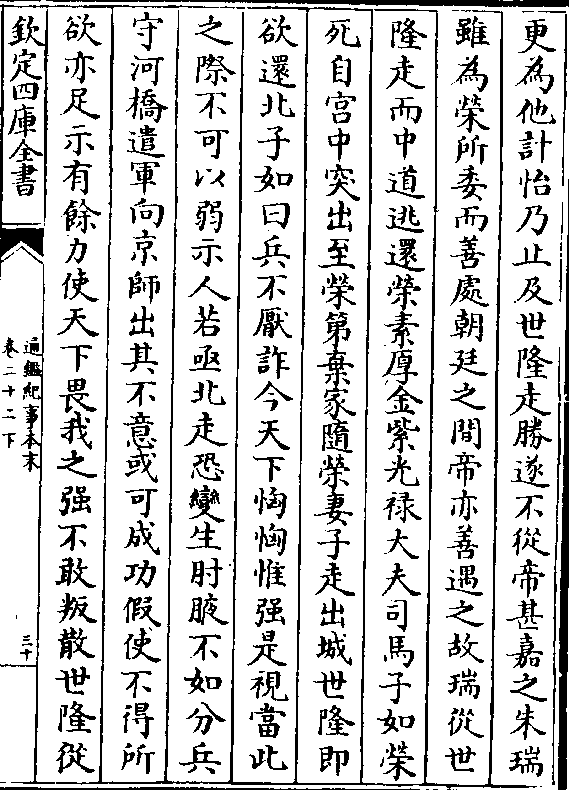 更為他計怡乃止及世隆走勝遂不從帝甚嘉之朱瑞
雖為榮所委而善處朝廷之間帝亦善遇之故瑞從世
隆走而中道逃還榮素厚金紫光禄大夫司馬子如榮
死自宫中突出至榮第棄家隨榮妻子走出城世隆即
欲還北子如曰兵不厭詐今天下恟恟惟强是視當此
之際不可以弱示人若亟北走恐變生肘腋不如分兵
守河橋遣軍向京師出其不意或可成功假使不得所
欲亦足示有餘力使天下畏我之强不敢叛散世隆從
欽定四庫全書
通鑑紀事本末
卷二十二下
三十